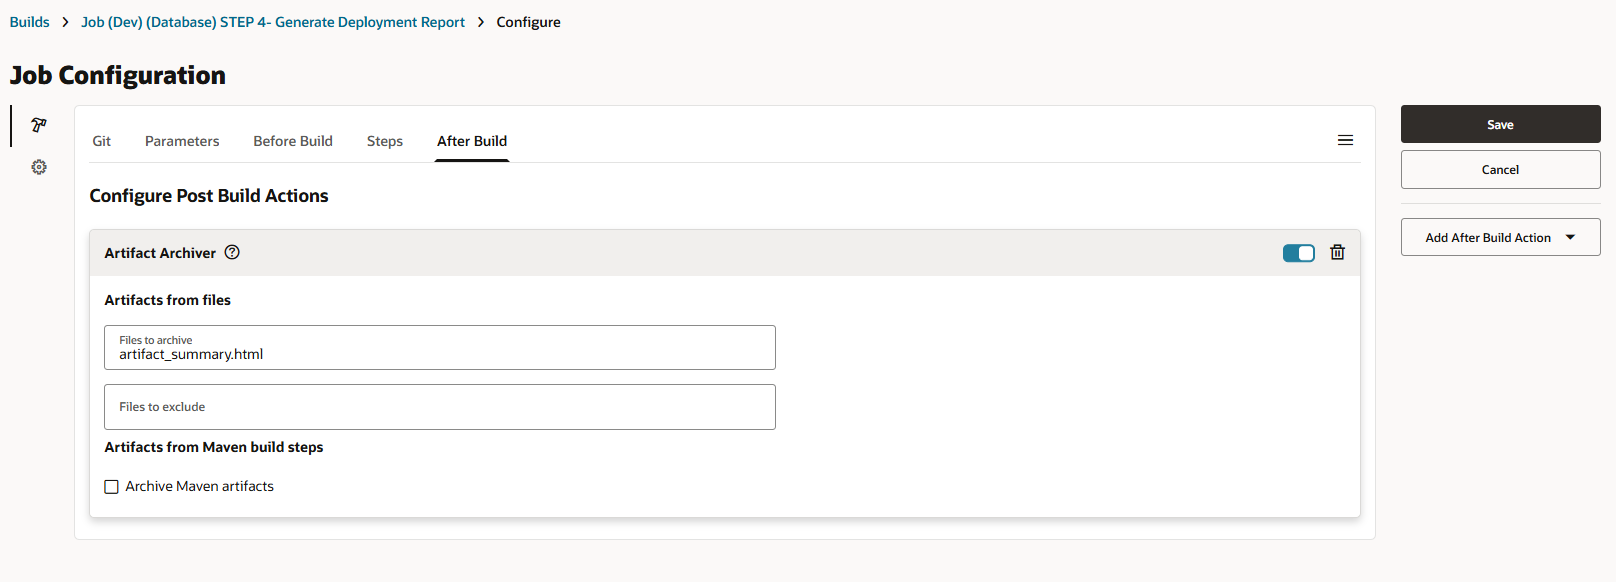 Builds > Job (Dev) (Database) STEP 4- Generate Deployment Report > Configure
Job Configuration
Git Parameters Before Build Steps After Build
Save
Cancel
Add After Build Action
Configure Post Build Actions
Artifact Archiver ?
Artifacts from files
Files to archive
artifact_summary.html
Files to exclude
Artifacts from Maven build steps
Archive Maven artifacts